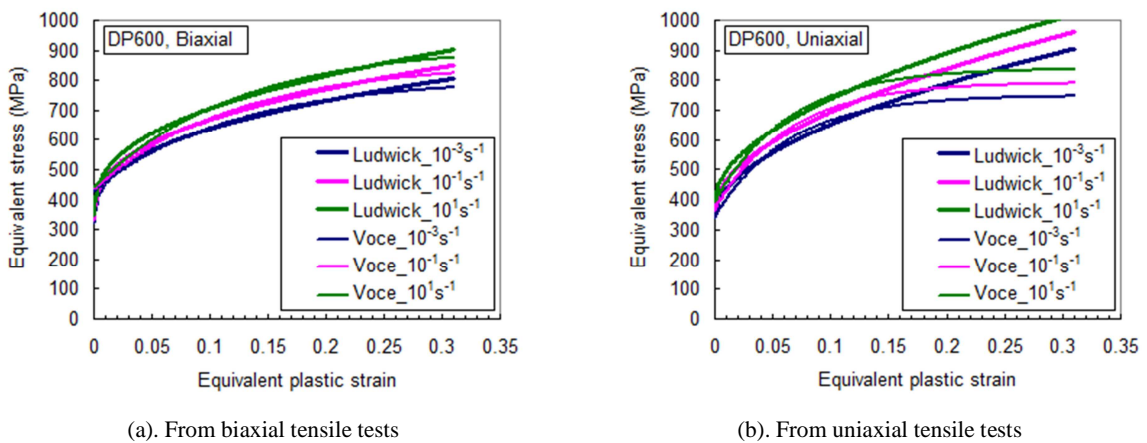 DP600, Biaxial
Equivalent stress (MPa)
1000
900
800
700
600
500
400
300
200
100
0
Ludwick_10⁻³s⁻¹
Ludwick_10⁻¹s⁻¹
Ludwick_10¹s⁻¹
Voce_10⁻³s⁻¹
Voce_10⁻¹s⁻¹
Voce_10¹s⁻¹
0 0.05 0.1 0.15 0.2 0.25 0.3 0.35
Equivalent plastic strain
(a). From biaxial tensile tests
DP600, Uniaxial
Equivalent stress (MPa)
1000
900
800
700
600
500
400
300
200
100
0
Ludwick_10⁻³s⁻¹
Ludwick_10⁻¹s⁻¹
Ludwick_10¹s⁻¹
Voce_10⁻³s⁻¹
Voce_10⁻¹s⁻¹
Voce_10¹s⁻¹
0 0.05 0.1 0.15 0.2 0.25 0.3 0.35
Equivalent plastic strain
(b). From uniaxial tensile tests